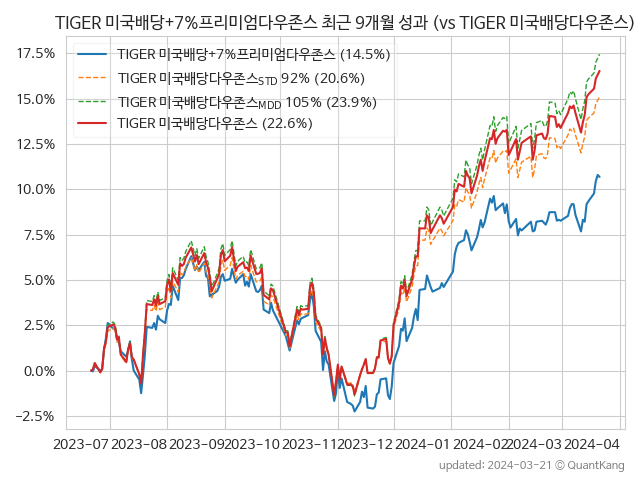 TIGER 미국배당+7%프리미엄다우존스 최근 9개월 성과 (vs TIGER 미국배당다우존스)
17.5%
15.0%
12.5%
10.0%
7.5%
5.0%
2.5%
0.0%
−2.5%
TIGER 미국배당+7%프리미엄다우존스 (14.5%)
TIGER 미국배당다우존스STD 92% (20.6%)
TIGER 미국배당다우존스MDD 105% (23.9%)
TIGER 미국배당다우존스 (22.6%)
2023-07 2023-08 2023-09 2023-10 2023-11 2023-12 2024-01 2024-02 2024-03 2024-04
updated: 2024-03-21 © QuantKang